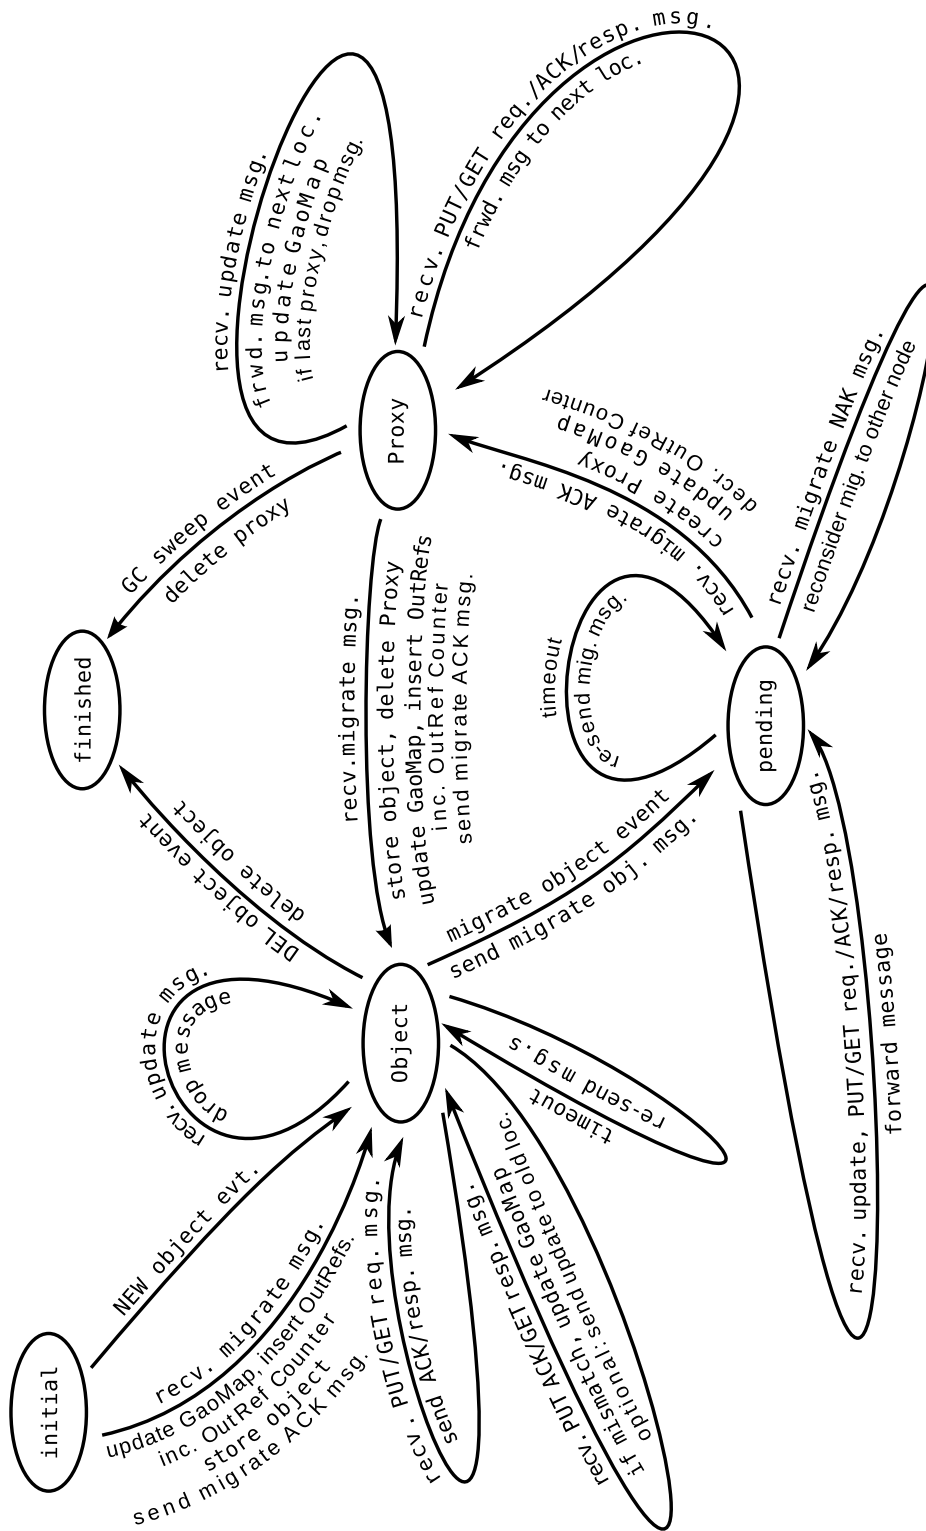 initial
NEW object evt.
recv. migrate msg.
update GaoMap, insert OutRefs.
inc. OutRef Counter
store object
send migrate ACK msg.
recv. PUT/GET req. msg.
send ACK/resp. msg.
recv. PUT ACK/GET resp. msg.
if mismatch, update GaoMap
optional: send update to old loc.
timeout
re-send msg.s
recv. update msg.
drop message
Object
DEL object event
delete object
migrate object event
send migrate obj. msg.
finished
GC sweep event
delete proxy
recv.migrate msg.
store object, delete Proxy
update GaoMap, insert OutRefs
inc. OutRef Counter
send migrate ACK msg.
pending
timeout
re-send mig. msg.
recv. update, PUT/GET req./ACK/resp. msg.
forward message
recv. migrate NAK msg.
reconsider mig. to other node
recv. migrate ACK msg.
create Proxy
update GaoMap
decr. OutRef Counter
Proxy
recv. update msg.
frwd. msg.to next loc.
update GaoMap
if last proxy, drop msg.
recv. PUT/GET req./ACK/resp. msg.
frwd. msg to next loc.